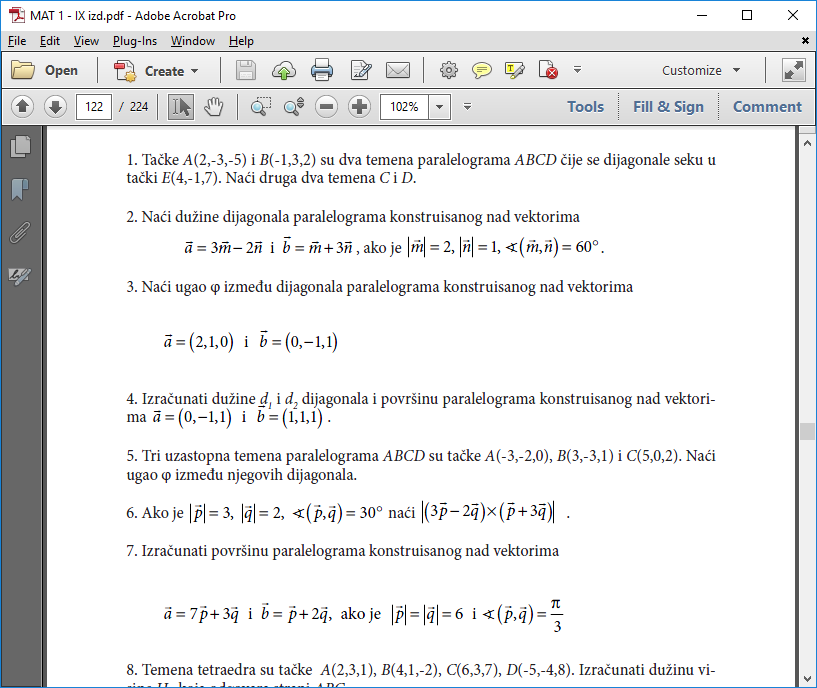 MAT 1 - IX izd.pdf - Adobe Acrobat Pro
File Edit View Plug-Ins Window Help
Open Create Customize
122 / 224 102% Tools Fill & Sign Comment
1. Tačke A(2,-3,-5) i B(-1,3,2) su dva temena paralelograma ABCD čije se dijagonale seku u
tački E(4,-1,7). Naći druga dva temena C i D.
2. Naći dužine dijagonala paralelograma konstruisanog nad vektorima
a⃗ = 3m⃗ − 2n⃗ i b⃗ = m⃗ + 3n⃗ , ako je |m⃗| = 2, |n⃗| = 1, ∢(m⃗,n⃗) = 60° .
3. Naći ugao φ između dijagonala paralelograma konstruisanog nad vektorima
a⃗ = (2,1,0) i b⃗ = (0,−1,1)
4. Izračunati dužine d₁ i d₂ dijagonala i površinu paralelograma konstruisanog nad vektori-
ma a⃗ = (0,−1,1) i b⃗ = (1,1,1) .
5. Tri uzastopna temena paralelograma ABCD su tačke A(-3,-2,0), B(3,-3,1) i C(5,0,2). Naći
ugao φ između njegovih dijagonala.
6. Ako je |p⃗| = 3, |q⃗| = 2, ∢(p⃗,q⃗) = 30° naći |(3p⃗ − 2q⃗)×(p⃗ + 3q⃗)| .
7. Izračunati površinu paralelograma konstruisanog nad vektorima
a⃗ = 7p⃗ + 3q⃗ i b⃗ = p⃗ + 2q⃗, ako je |p⃗| = |q⃗| = 6 i ∢(p⃗,q⃗) = π/3
8. Temena tetraedra su tačke A(2,3,1), B(4,1,-2), C(6,3,7), D(-5,-4,8). Izračunati dužinu vi-